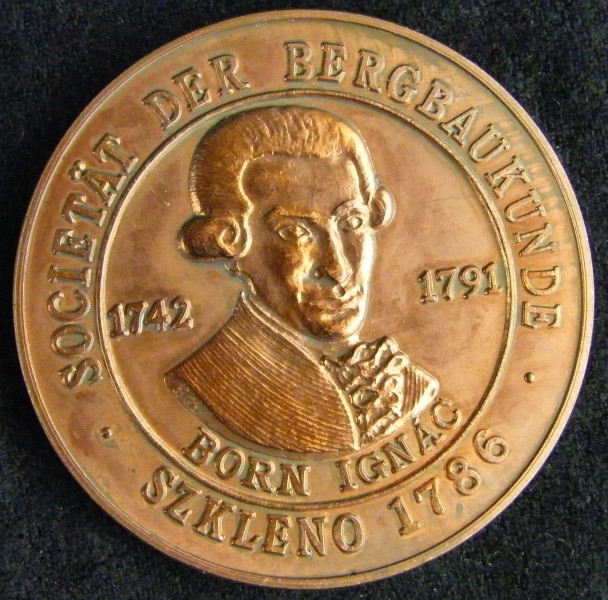 SOCIETÄT DER BERGBAUKUNDE
1742
1791
BORN IGNÁC
SZKLENO 1786